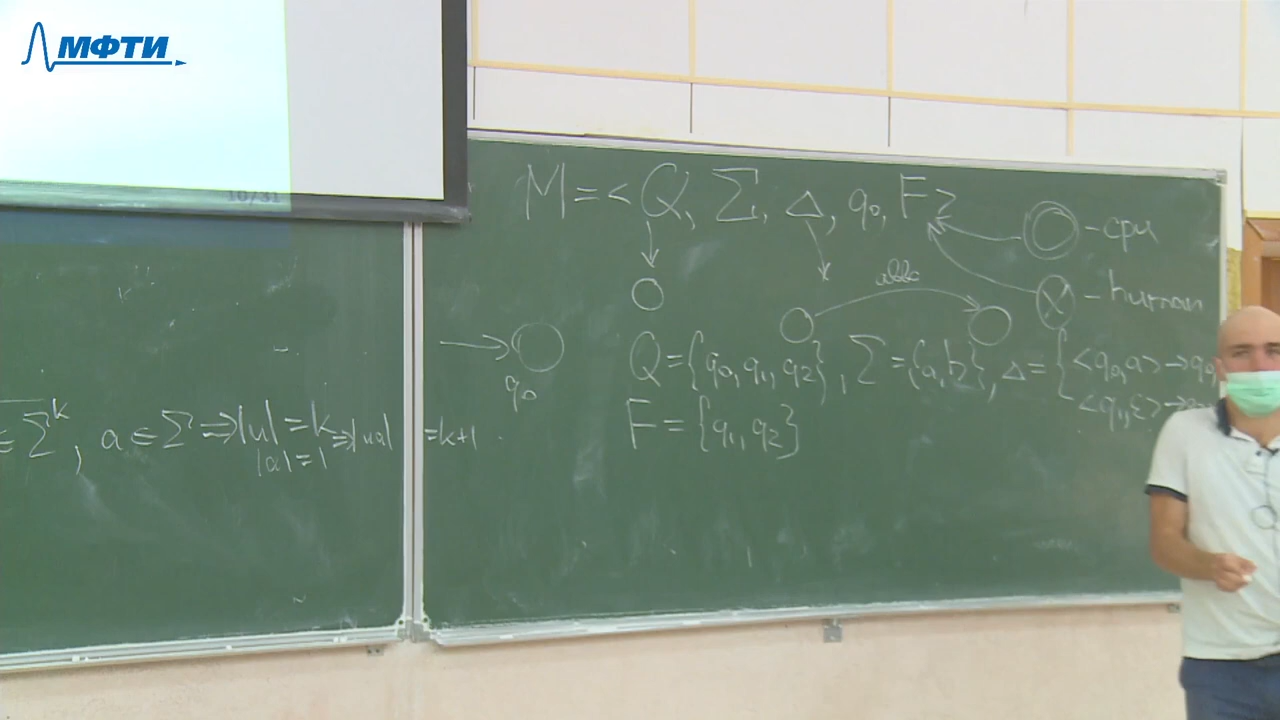 МФТИ
10/31
M = < Q, Σ, Δ, q₀, F >
- cpu
abba
- human
q₀
Q = {q₀, q₁, q₂}, Σ = {a, b}, Δ = { <q₀, a> → q₀
<q₁, ε> →
F = {q₁, q₂}
∈ Σᵏ, a ∈ Σ ⇒ |u| = k ⇒ |ua| = k+1
|a| = 1